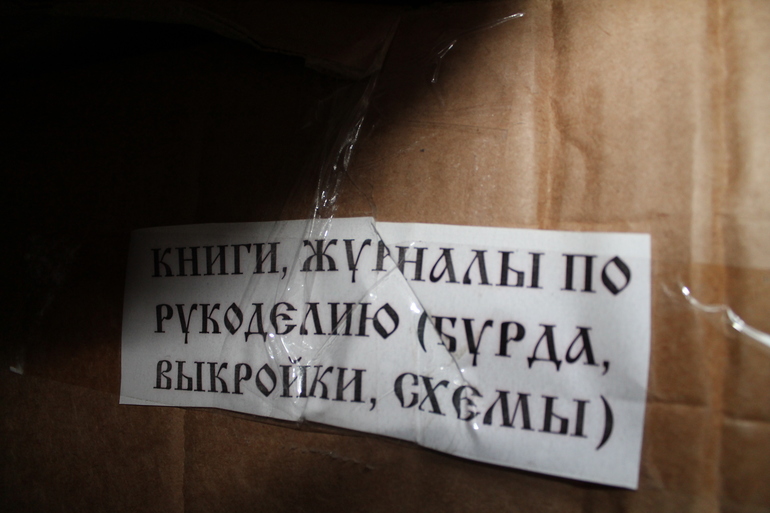 КНИГИ, ЖУРНАЛЫ ПО
РУКОДЕЛИЮ (БУРДА,
ВЫКРОЙКИ, СХЕМЫ)